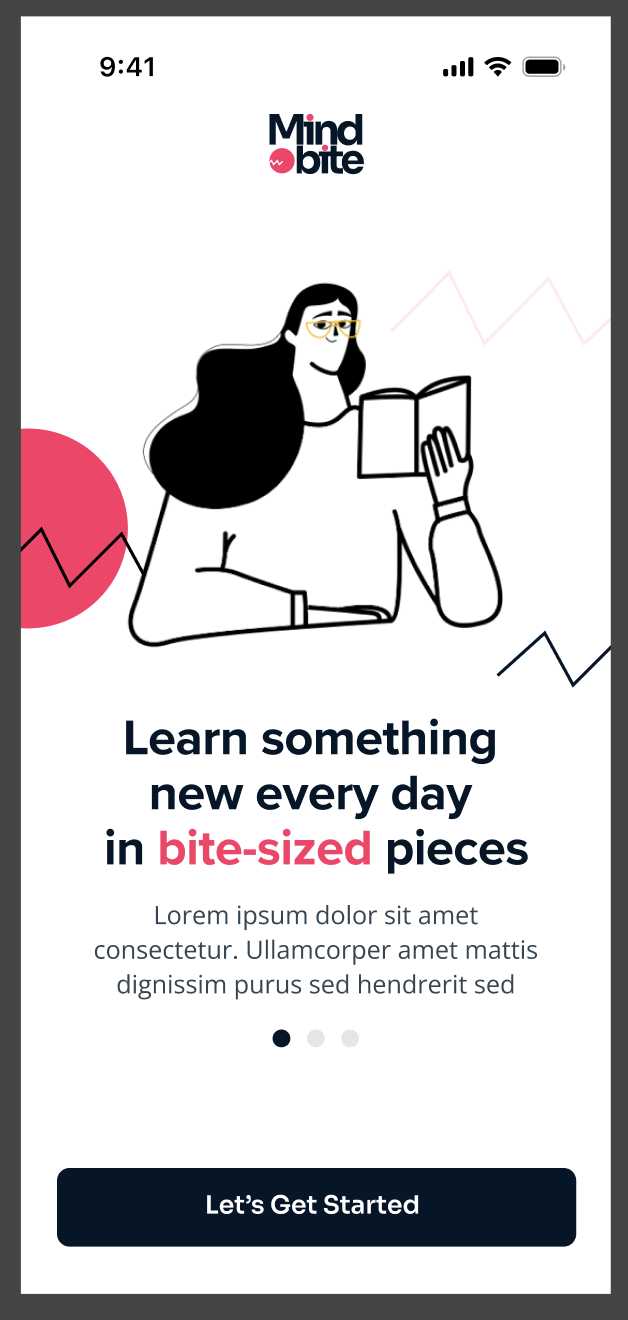 9:41
Mind
bite
Learn something
new every day
in bite-sized pieces
Lorem ipsum dolor sit amet
consectetur. Ullamcorper amet mattis
dignissim purus sed hendrerit sed
Let’s Get Started